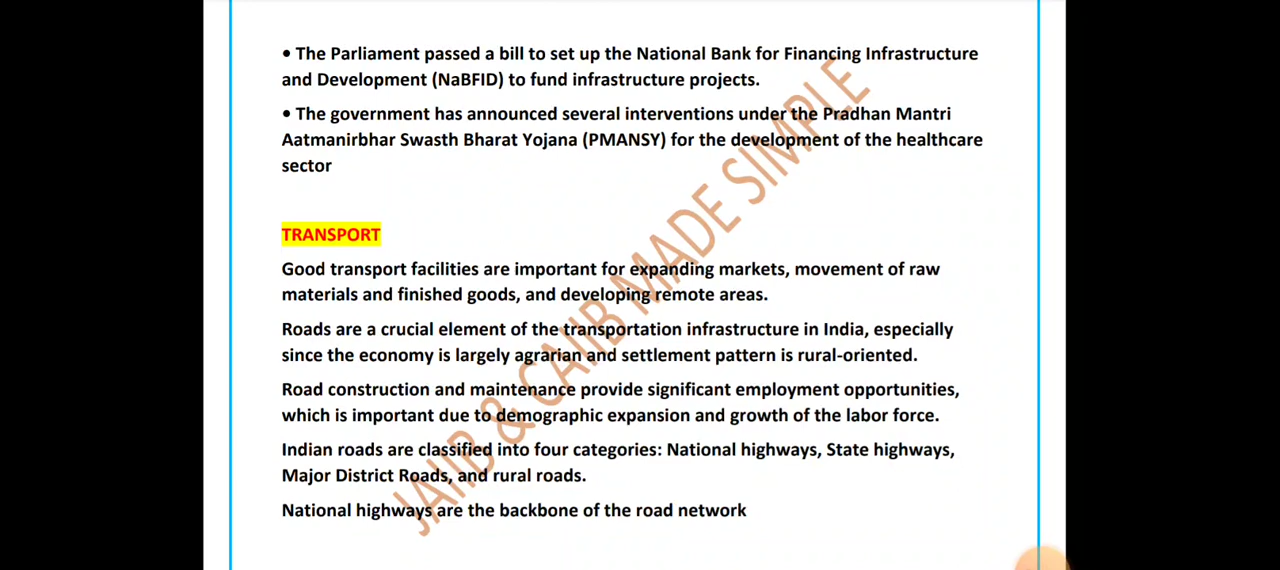 • The Parliament passed a bill to set up the National Bank for Financing Infrastructure
and Development (NaBFID) to fund infrastructure projects.
• The government has announced several interventions under the Pradhan Mantri
Aatmanirbhar Swasth Bharat Yojana (PMANSY) for the development of the healthcare
sector
TRANSPORT
Good transport facilities are important for expanding markets, movement of raw
materials and finished goods, and developing remote areas.
Roads are a crucial element of the transportation infrastructure in India, especially
since the economy is largely agrarian and settlement pattern is rural-oriented.
Road construction and maintenance provide significant employment opportunities,
which is important due to demographic expansion and growth of the labor force.
Indian roads are classified into four categories: National highways, State highways,
Major District Roads, and rural roads.
National highways are the backbone of the road network
JAIIB & CAIIB MADE SIMPLE